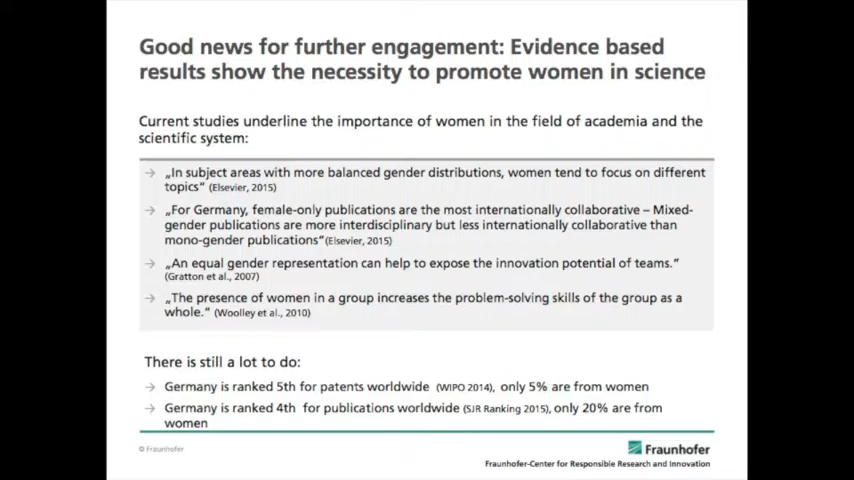 Good news for further engagement: Evidence based
results show the necessity to promote women in science
Current studies underline the importance of women in the field of academia and the
scientific system:
→ „In subject areas with more balanced gender distributions, women tend to focus on different
topics“ (Elsevier, 2015)
→ „For Germany, female-only publications are the most internationally collaborative – Mixed-
gender publications are more interdisciplinary but less internationally collaborative than
mono-gender publications“(Elsevier, 2015)
→ „An equal gender representation can help to expose the innovation potential of teams.“
(Gratton et al., 2007)
→ „The presence of women in a group increases the problem-solving skills of the group as a
whole.“ (Woolley et al., 2010)
There is still a lot to do:
→ Germany is ranked 5th for patents worldwide (WIPO 2014), only 5% are from women
→ Germany is ranked 4th for publications worldwide (SJR Ranking 2015), only 20% are from
women
© Fraunhofer
Fraunhofer
Fraunhofer-Center for Responsible Research and Innovation